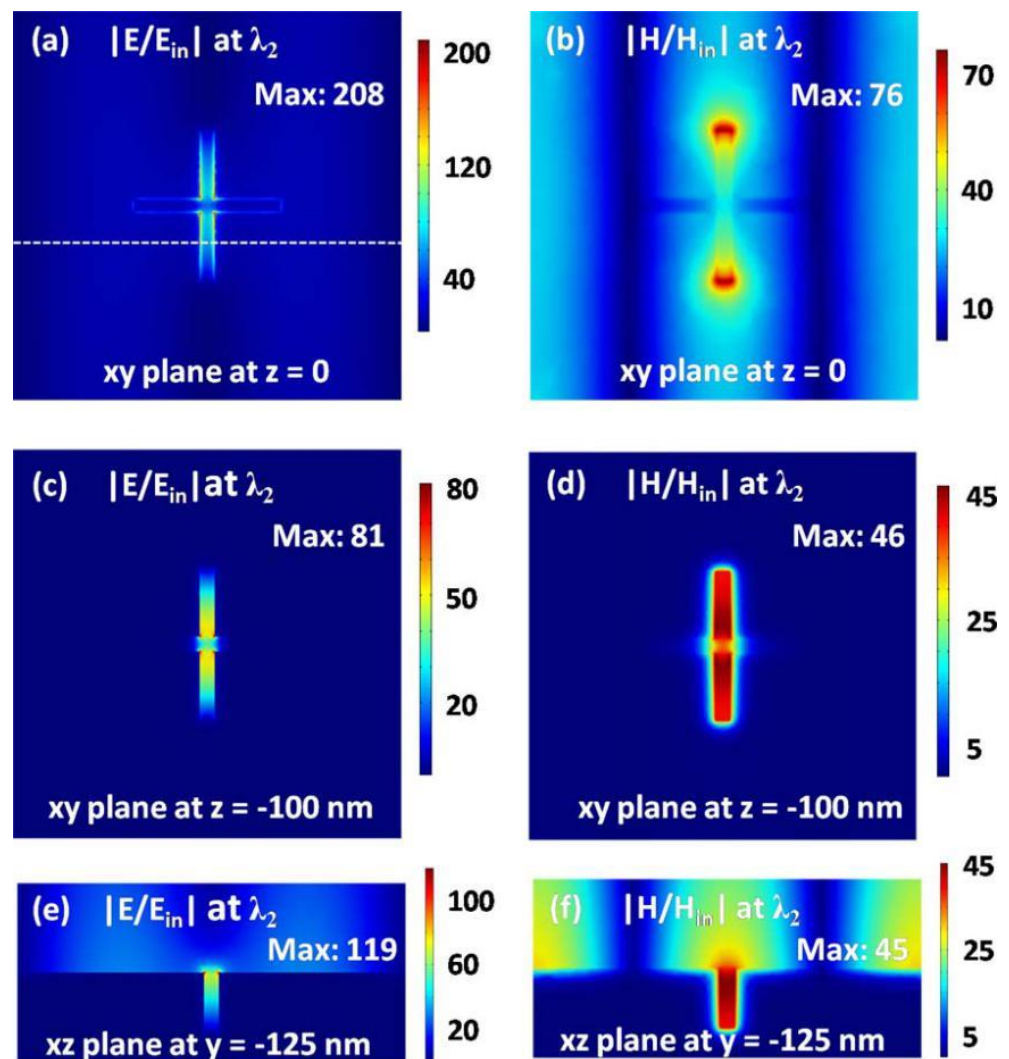 (a) |E/Eᵢₙ| at λ₂
Max: 208
xy plane at z = 0
200
120
40
(b) |H/Hᵢₙ| at λ₂
Max: 76
xy plane at z = 0
70
40
10
(c) |E/Eᵢₙ| at λ₂
Max: 81
xy plane at z = -100 nm
80
50
20
(d) |H/Hᵢₙ| at λ₂
Max: 46
xy plane at z = -100 nm
45
25
5
(e) |E/Eᵢₙ| at λ₂
Max: 119
xz plane at y = -125 nm
100
60
20
(f) |H/Hᵢₙ| at λ₂
Max: 45
xz plane at y = -125 nm
45
25
5